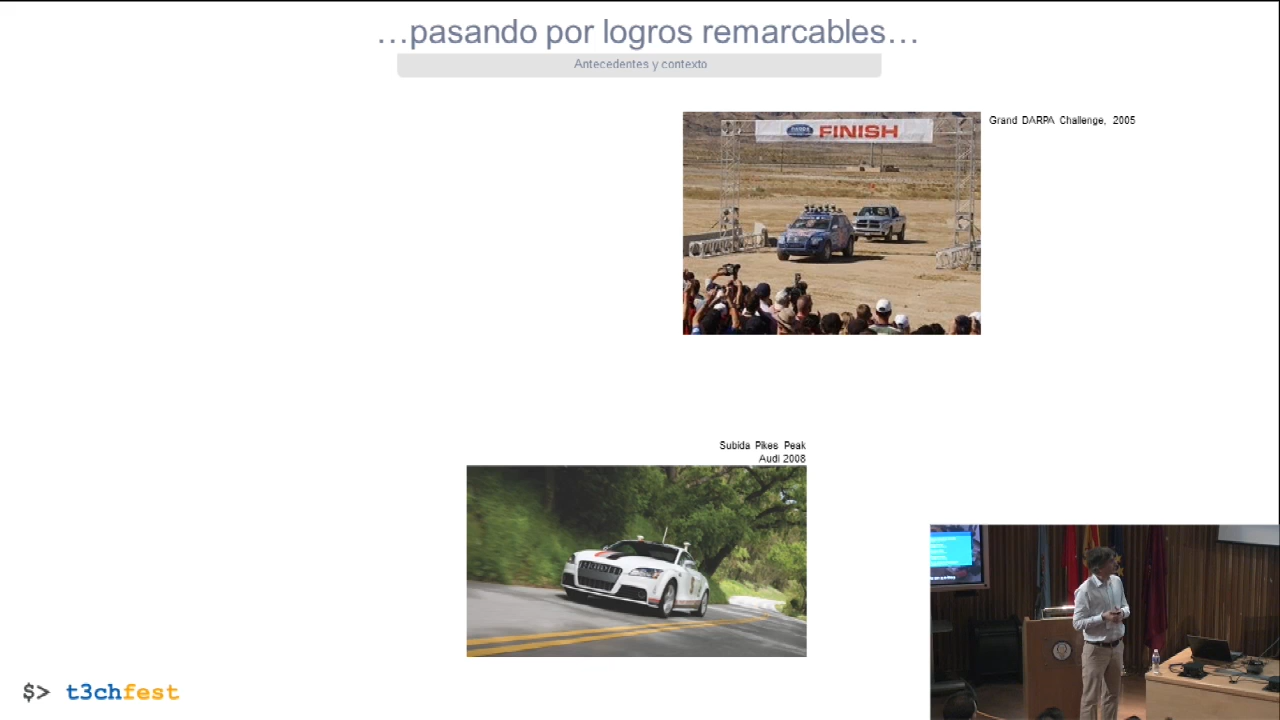 …pasando por logros remarcables…
Antecedentes y contexto
FINISH
Grand DARPA Challenge, 2005
Subida Pikes Peak
Audi 2008
$> t3chfest